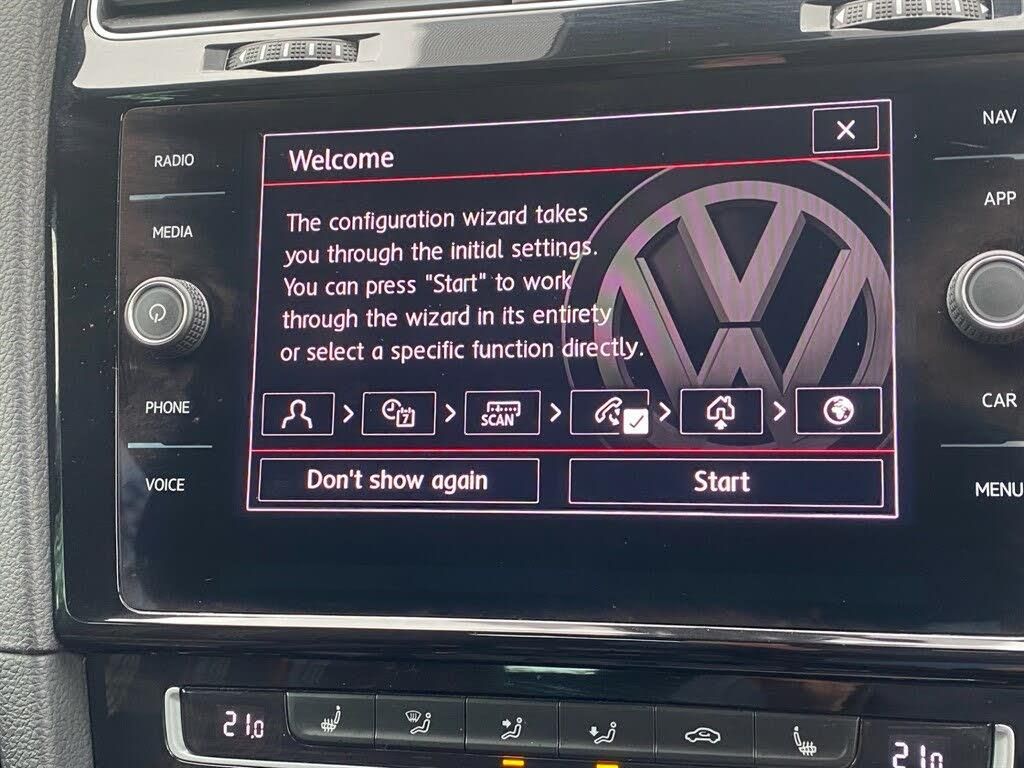 Welcome
The configuration wizard takes
you through the initial settings.
You can press "Start" to work
through the wizard in its entirety
or select a specific function directly.
7
SCAN
Don't show again
Start
RADIO
MEDIA
PHONE
VOICE
NAV
APP
CAR
MENU
21.0
21.0